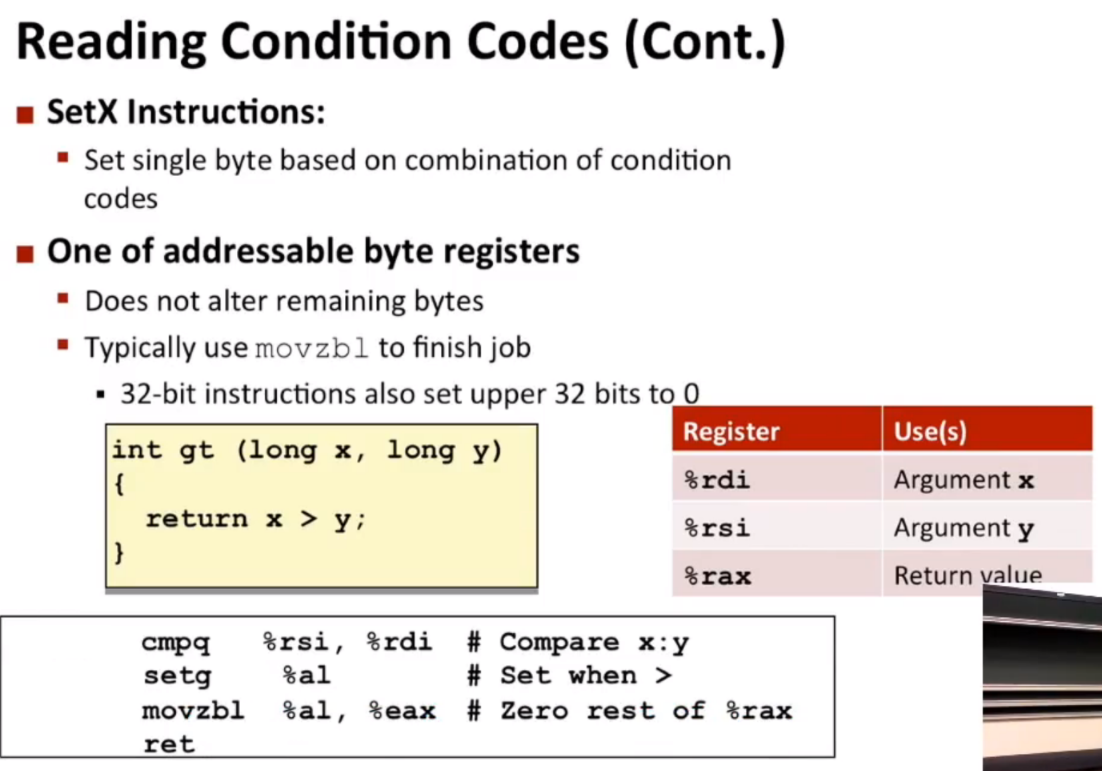 Reading Condition Codes (Cont.)
SetX Instructions:
Set single byte based on combination of condition
codes
One of addressable byte registers
Does not alter remaining bytes
Typically use movzbl to finish job
32-bit instructions also set upper 32 bits to 0
int gt (long x, long y)
{
return x > y;
}
Register Use(s)
%rdi Argument x
%rsi Argument y
%rax Return value
cmpq %rsi, %rdi # Compare x:y
setg %al # Set when >
movzbl %al, %eax # Zero rest of %rax
ret